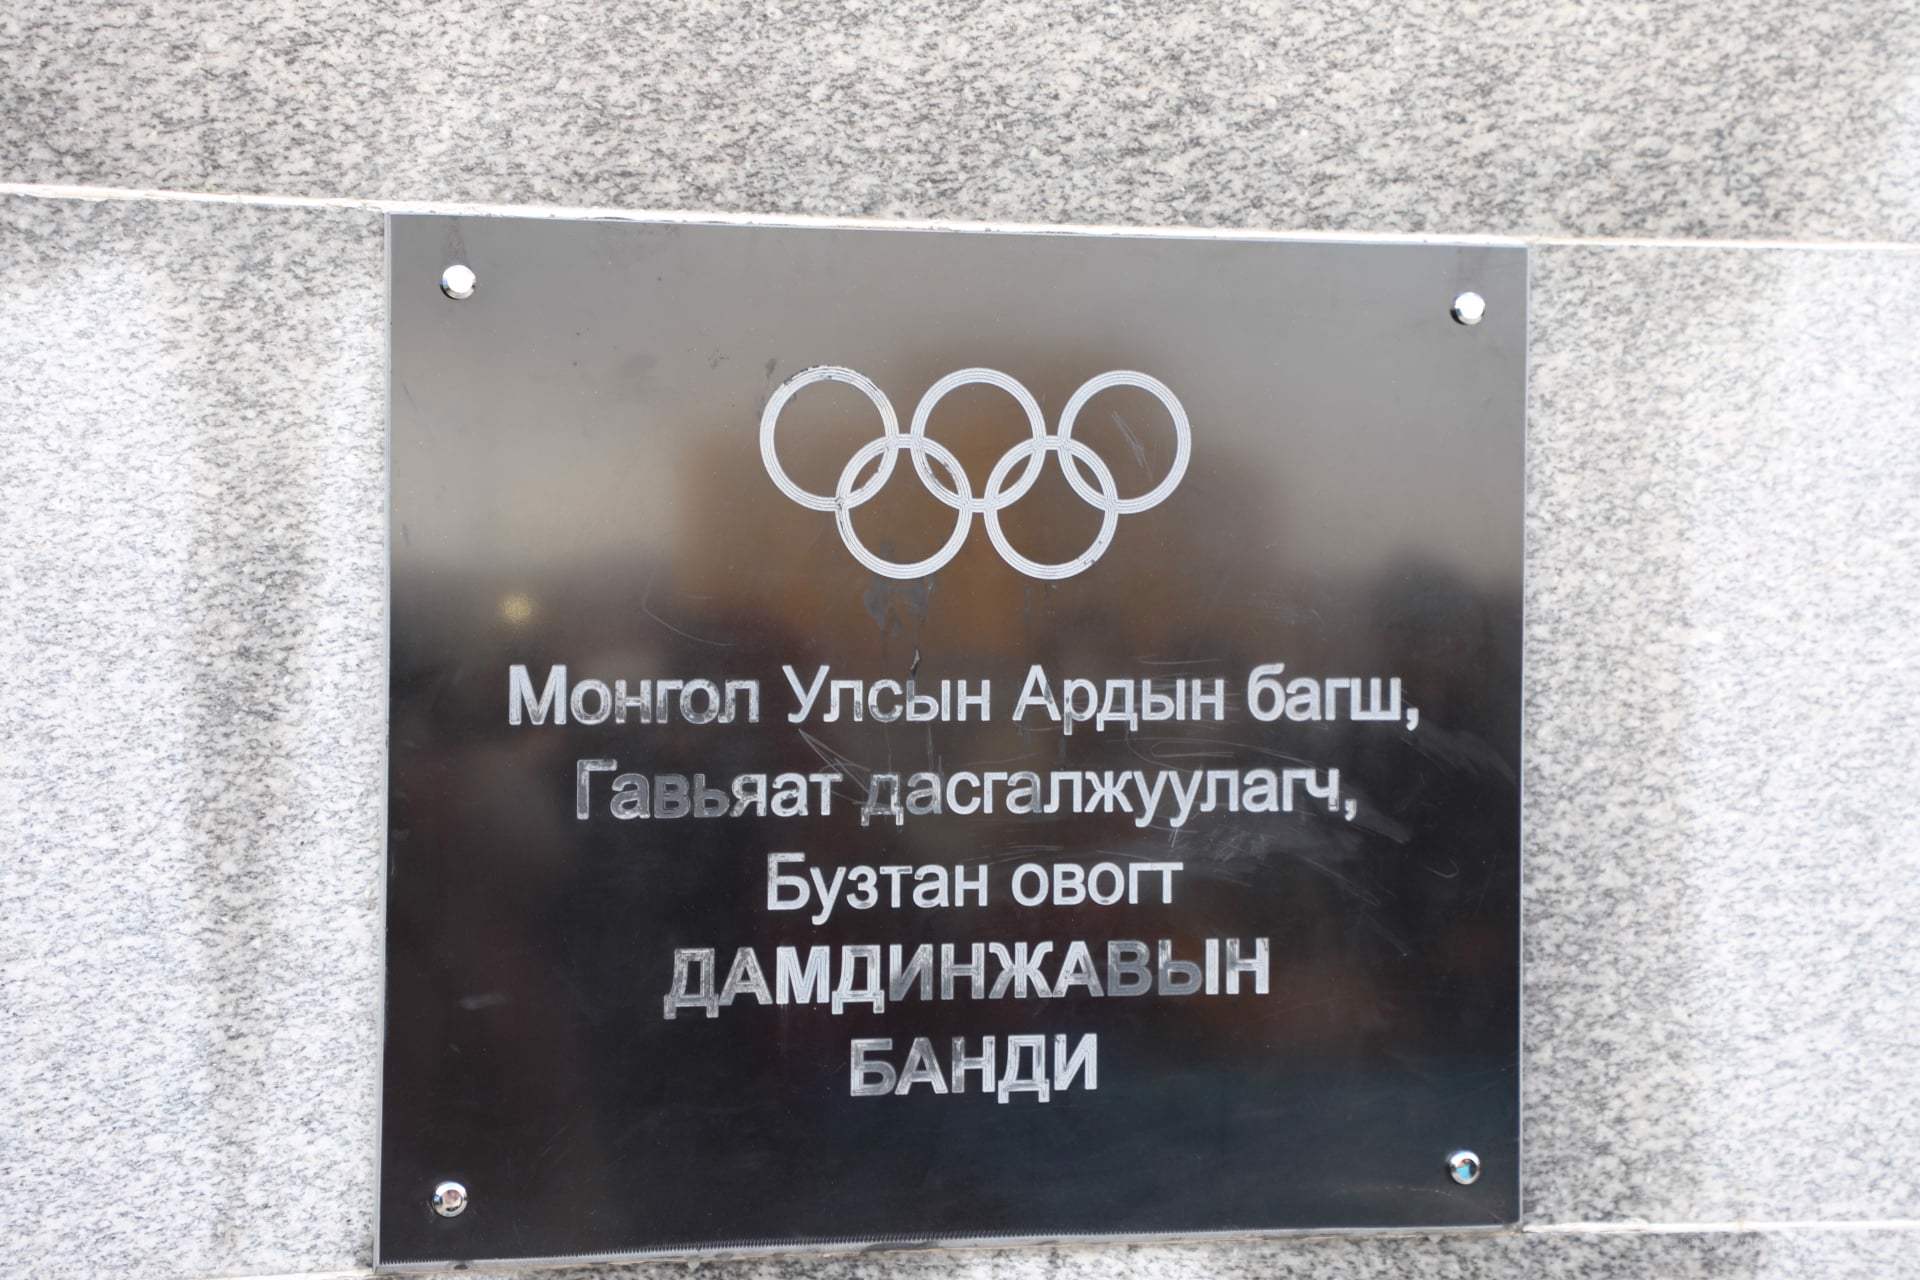 Монгол Улсын Ардын багш,
Гавьяат дасгалжуулагч,
Бузтан овогт
ДАМДИНЖАВЫН
БАНДИ